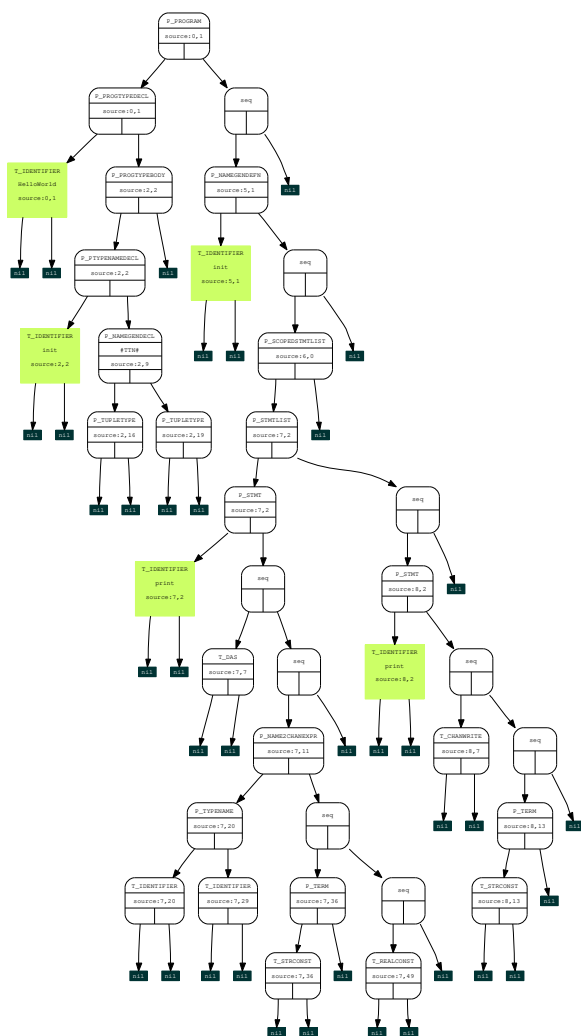 P_PROGRAM
source:0,1
P_PROGTYPEDECL
source:0,1
seq
T_IDENTIFIER
HelloWorld
source:0,1
P_PROGTYPEBODY
source:2,2
P_NAMEGENDEFN
source:5,1
nil
nil
nil
P_PTYPENAMEDECL
source:2,2
nil
T_IDENTIFIER
init
source:5,1
seq
T_IDENTIFIER
init
source:2,2
P_NAMEGENDECL
#TTN#
source:2,9
nil
nil
P_SCOPEDSTMTLIST
source:6,0
nil
nil
nil
P_TUPLETYPE
source:2,16
P_TUPLETYPE
source:2,19
P_STMTLIST
source:7,2
nil
nil
nil
nil
nil
P_STMT
source:7,2
seq
T_IDENTIFIER
print
source:7,2
seq
P_STMT
source:8,2
nil
nil
nil
T_DAS
source:7,7
seq
T_IDENTIFIER
print
source:8,2
seq
nil
nil
P_NAME2CHANEXPR
source:7,11
nil
nil
nil
T_CHANWRITE
source:8,7
seq
P_TYPENAME
source:7,20
seq
nil
nil
P_TERM
source:8,13
nil
T_IDENTIFIER
source:7,20
T_IDENTIFIER
source:7,29
P_TERM
source:7,36
seq
T_STRCONST
source:8,13
nil
nil
nil
nil
nil
T_STRCONST
source:7,36
nil
T_REALCONST
source:7,49
nil
nil
nil
nil
nil
nil
nil